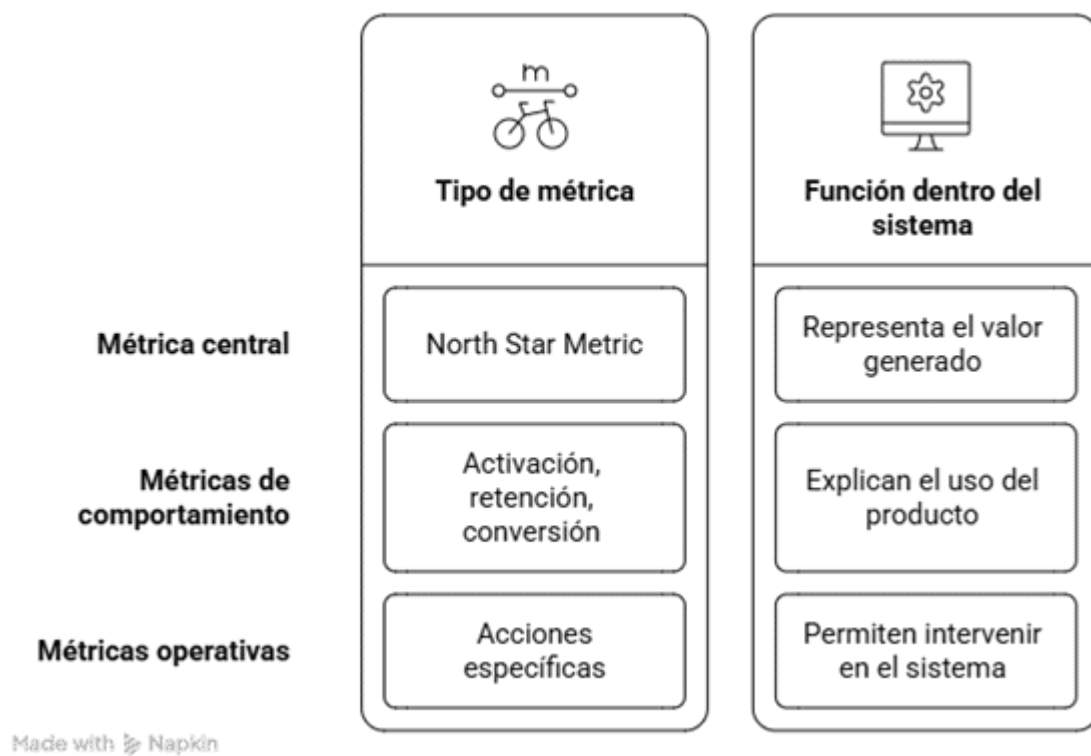 m
Tipo de métrica
Función dentro del
sistema
Métrica central
North Star Metric
Representa el valor
generado
Métricas de
comportamiento
Activación,
retención,
conversión
Explican el uso del
producto
Métricas operativas
Acciones
específicas
Permiten intervenir
en el sistema
Made with Napkin